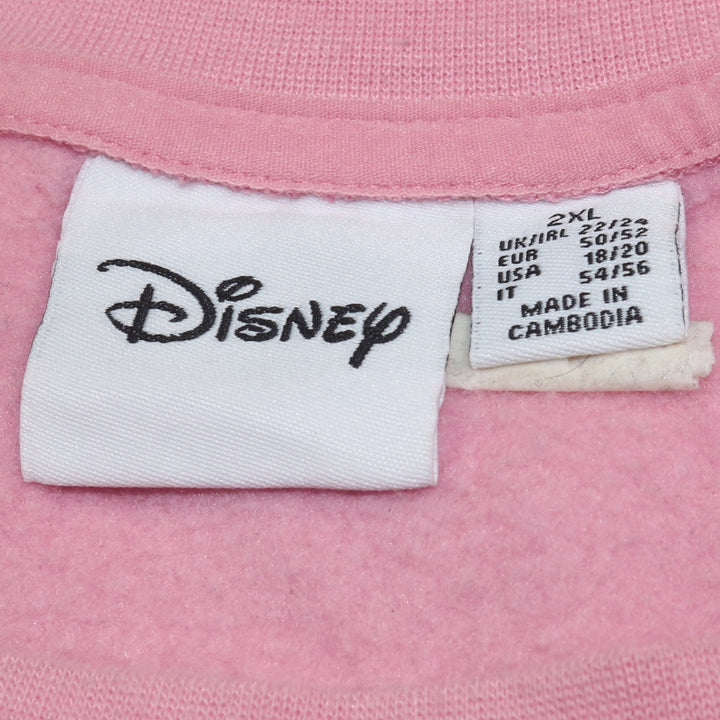 Disney
2XL
UK/IRL 22/24
EUR 50/52
USA 18/20
IT 54/56
MADE IN
CAMBODIA